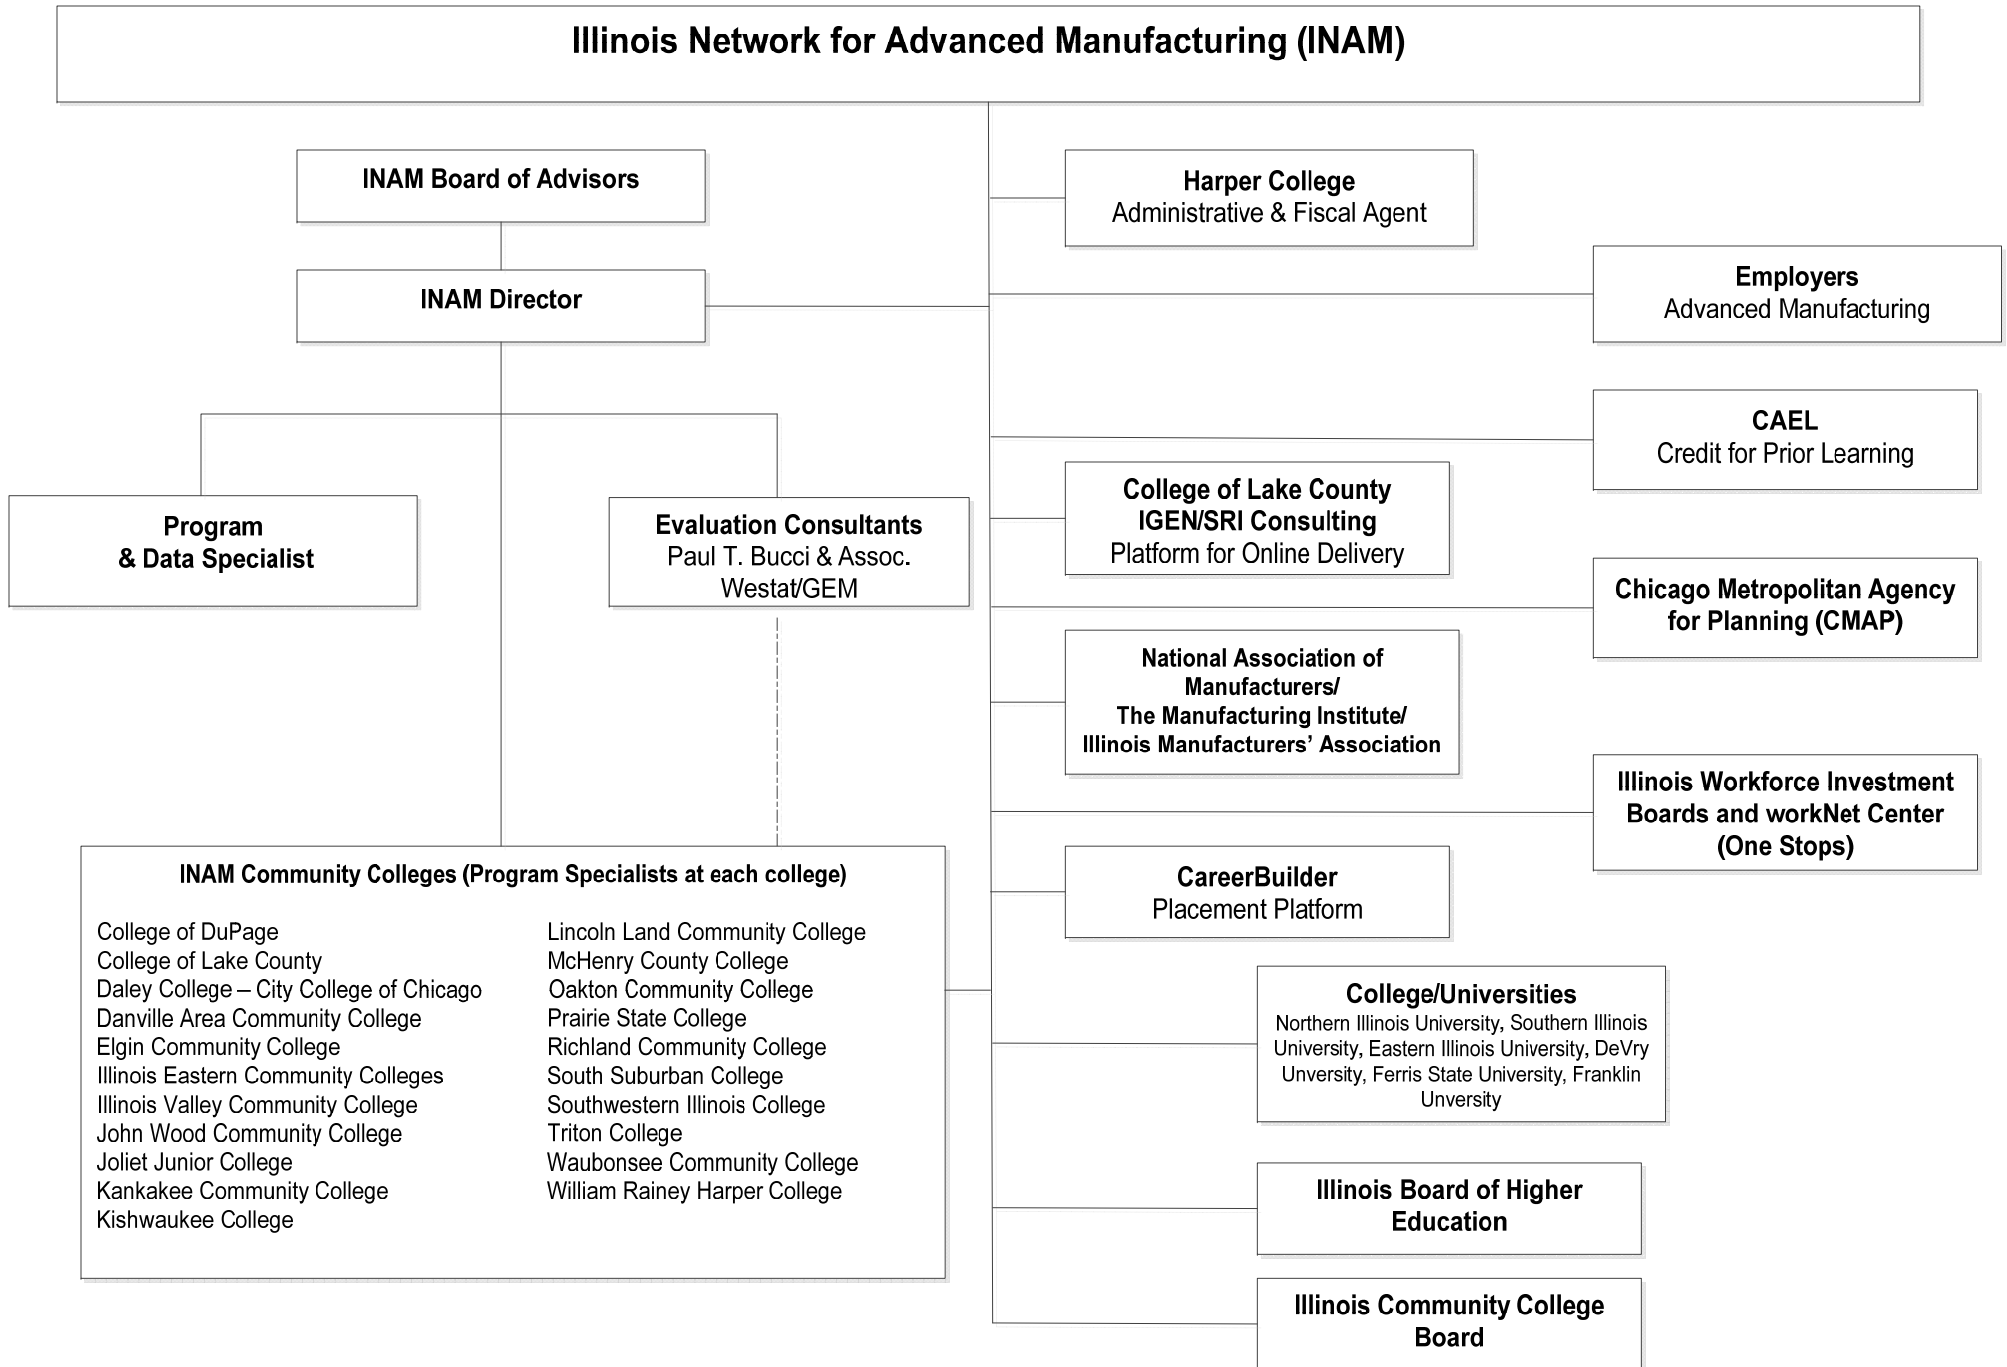 Illinois Network for Advanced Manufacturing (INAM)
INAM Board of Advisors
INAM Director
Program
& Data Specialist
Evaluation Consultants
Paul T. Bucci & Assoc.
Westat/GEM
INAM Community Colleges (Program Specialists at each college)
College of DuPage
College of Lake County
Daley College – City College of Chicago
Danville Area Community College
Elgin Community College
Illinois Eastern Community Colleges
Illinois Valley Community College
John Wood Community College
Joliet Junior College
Kankakee Community College
Kishwaukee College
Lincoln Land Community College
McHenry County College
Oakton Community College
Prairie State College
Richland Community College
South Suburban College
Southwestern Illinois College
Triton College
Waubonsee Community College
William Rainey Harper College
Harper College
Administrative & Fiscal Agent
Employers
Advanced Manufacturing
CAEL
Credit for Prior Learning
College of Lake County
IGEN/SRI Consulting
Platform for Online Delivery
Chicago Metropolitan Agency
for Planning (CMAP)
National Association of
Manufacturers/
The Manufacturing Institute/
Illinois Manufacturers’ Association
Illinois Workforce Investment
Boards and workNet Center
(One Stops)
CareerBuilder
Placement Platform
College/Universities
Northern Illinois University, Southern Illinois
University, Eastern Illinois University, DeVry
Unversity, Ferris State University, Franklin
Unversity
Illinois Board of Higher
Education
Illinois Community College
Board